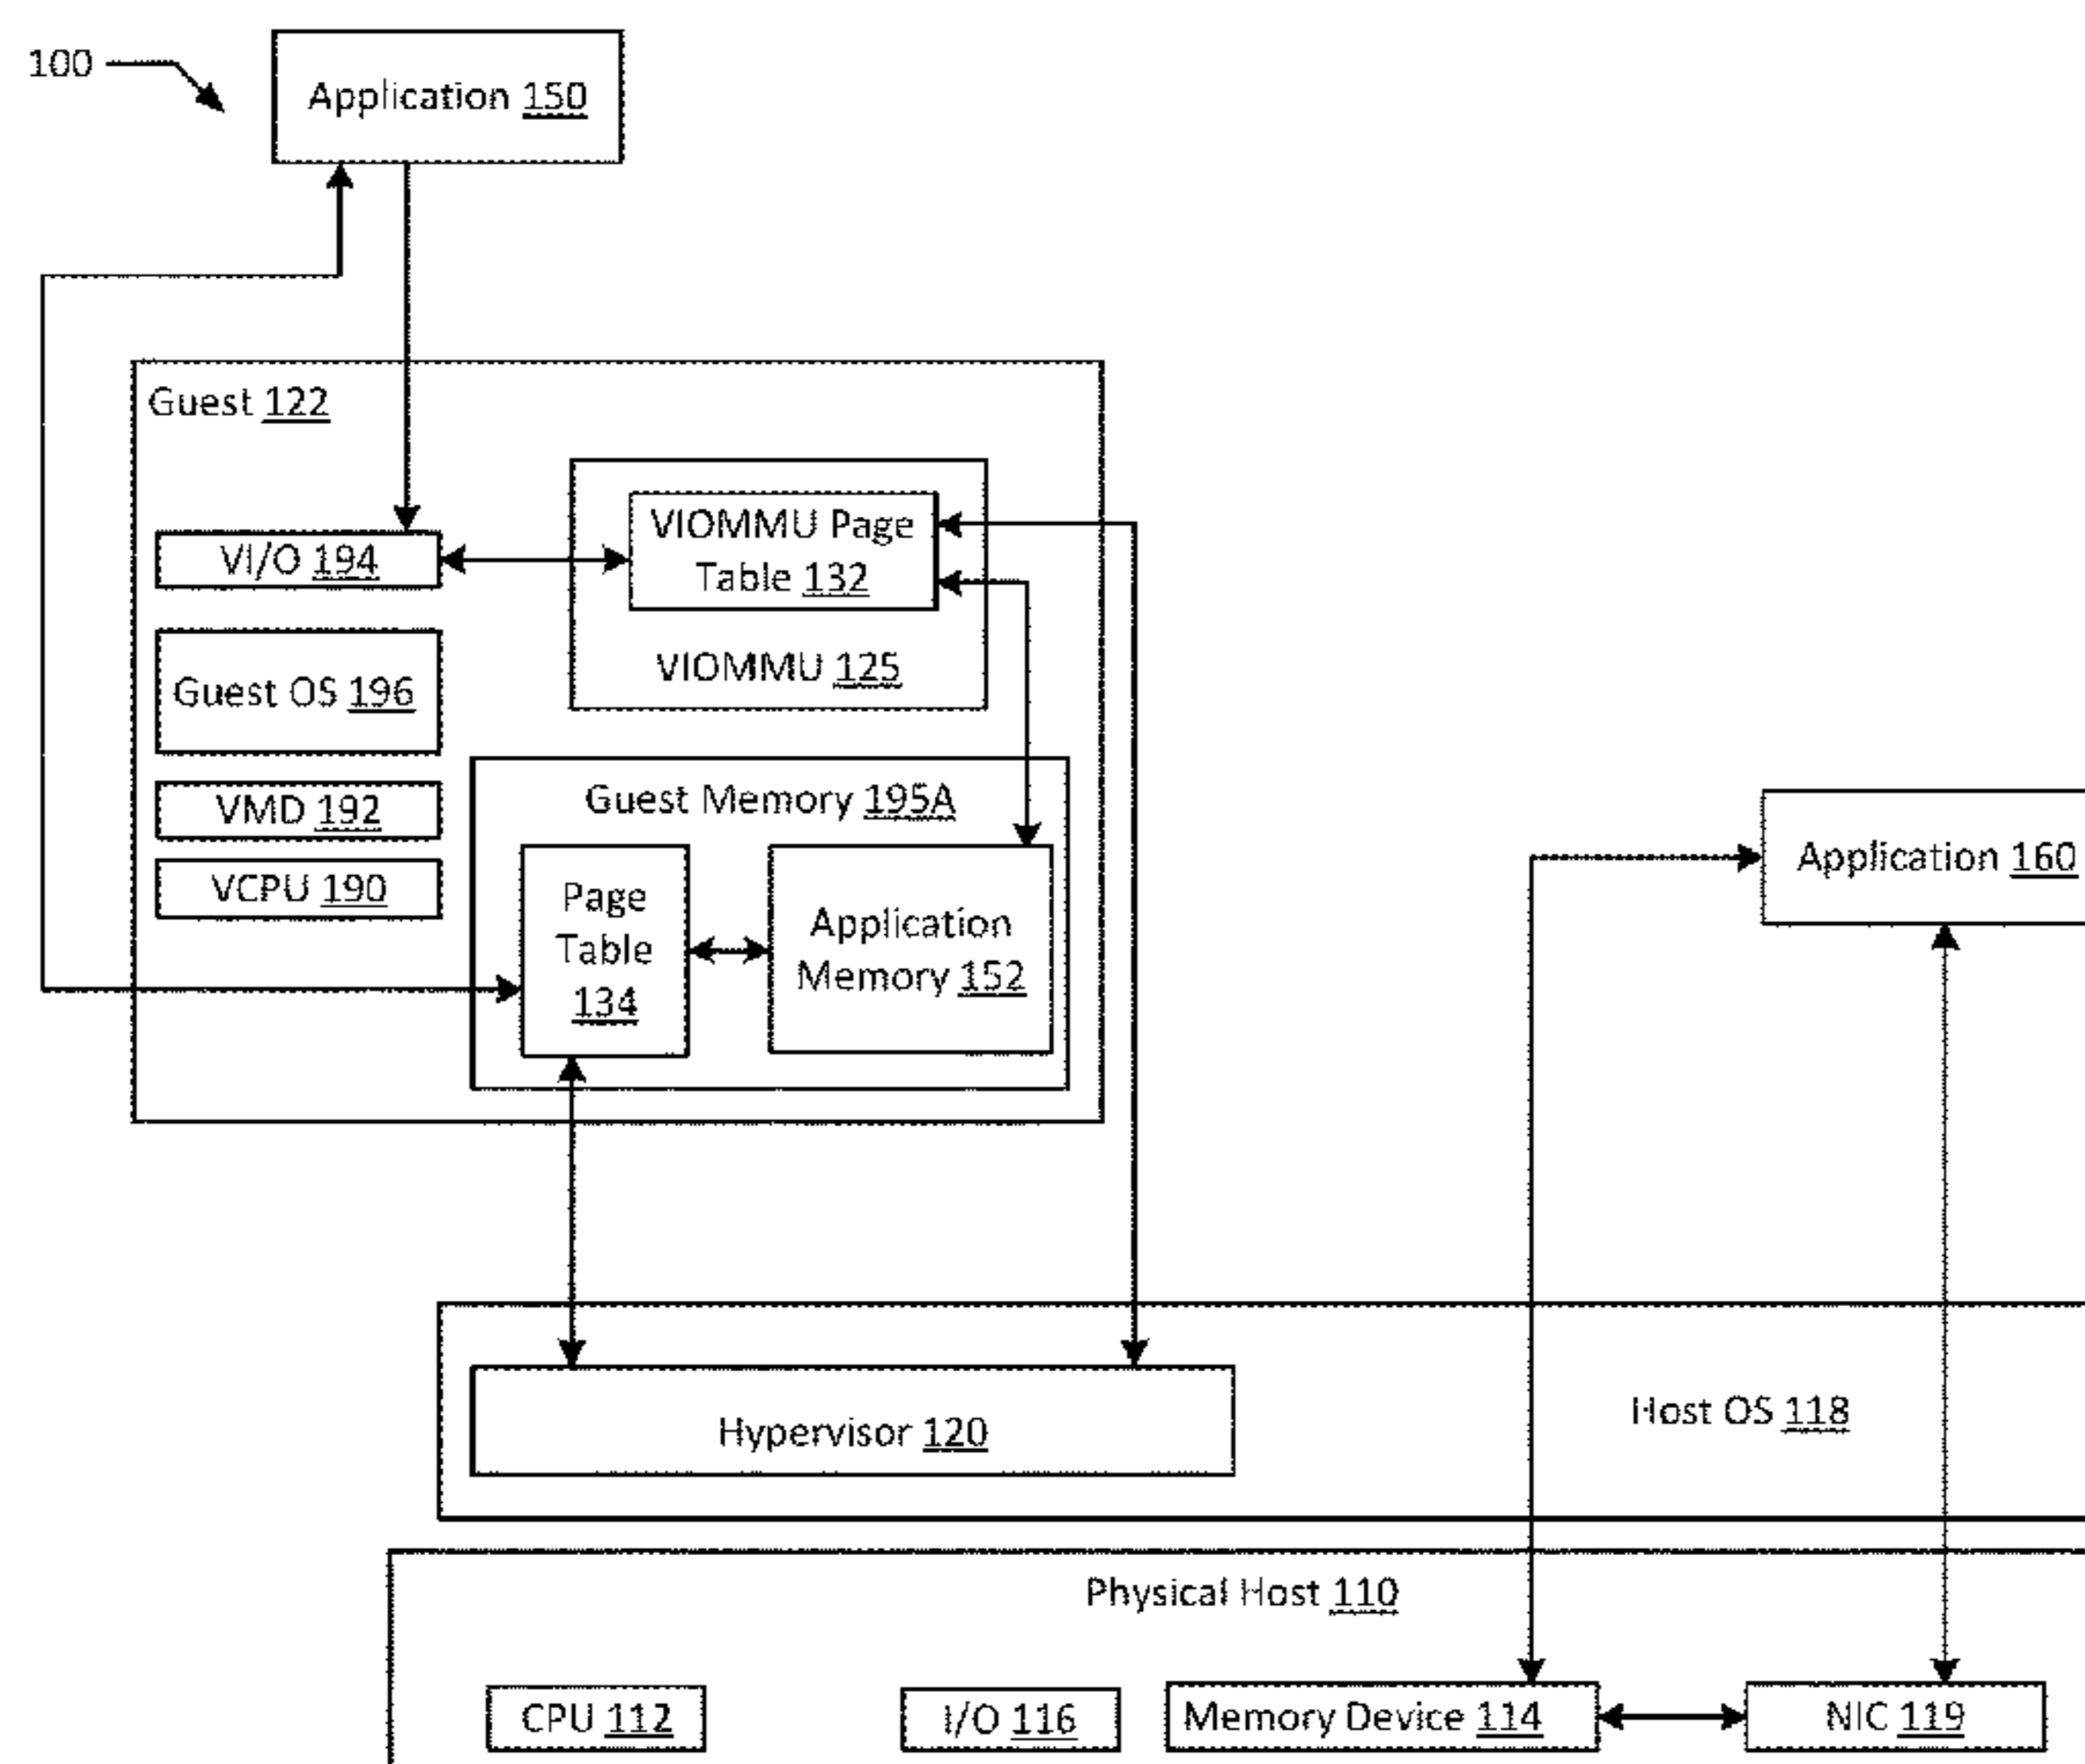 100
Application 150
Guest 122
VI/O 194
VIOMMU Page
Table 132
VIOMMU 125
Guest OS 196
VMD 192
VCPU 190
Guest Memory 195A
Page
Table
134
Application
Memory 152
Application 160
Hypervisor 120
Host OS 118
Physical Host 110
CPU 112
I/O 116
Memory Device 114
NIC 119